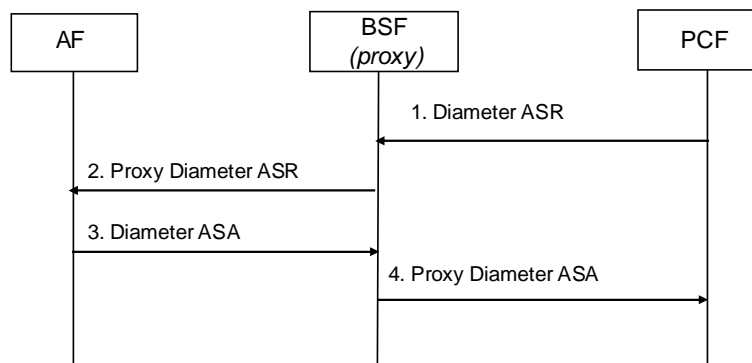 AF
BSF
(proxy)
PCF
1. Diameter ASR
2. Proxy Diameter ASR
3. Diameter ASA
4. Proxy Diameter ASA